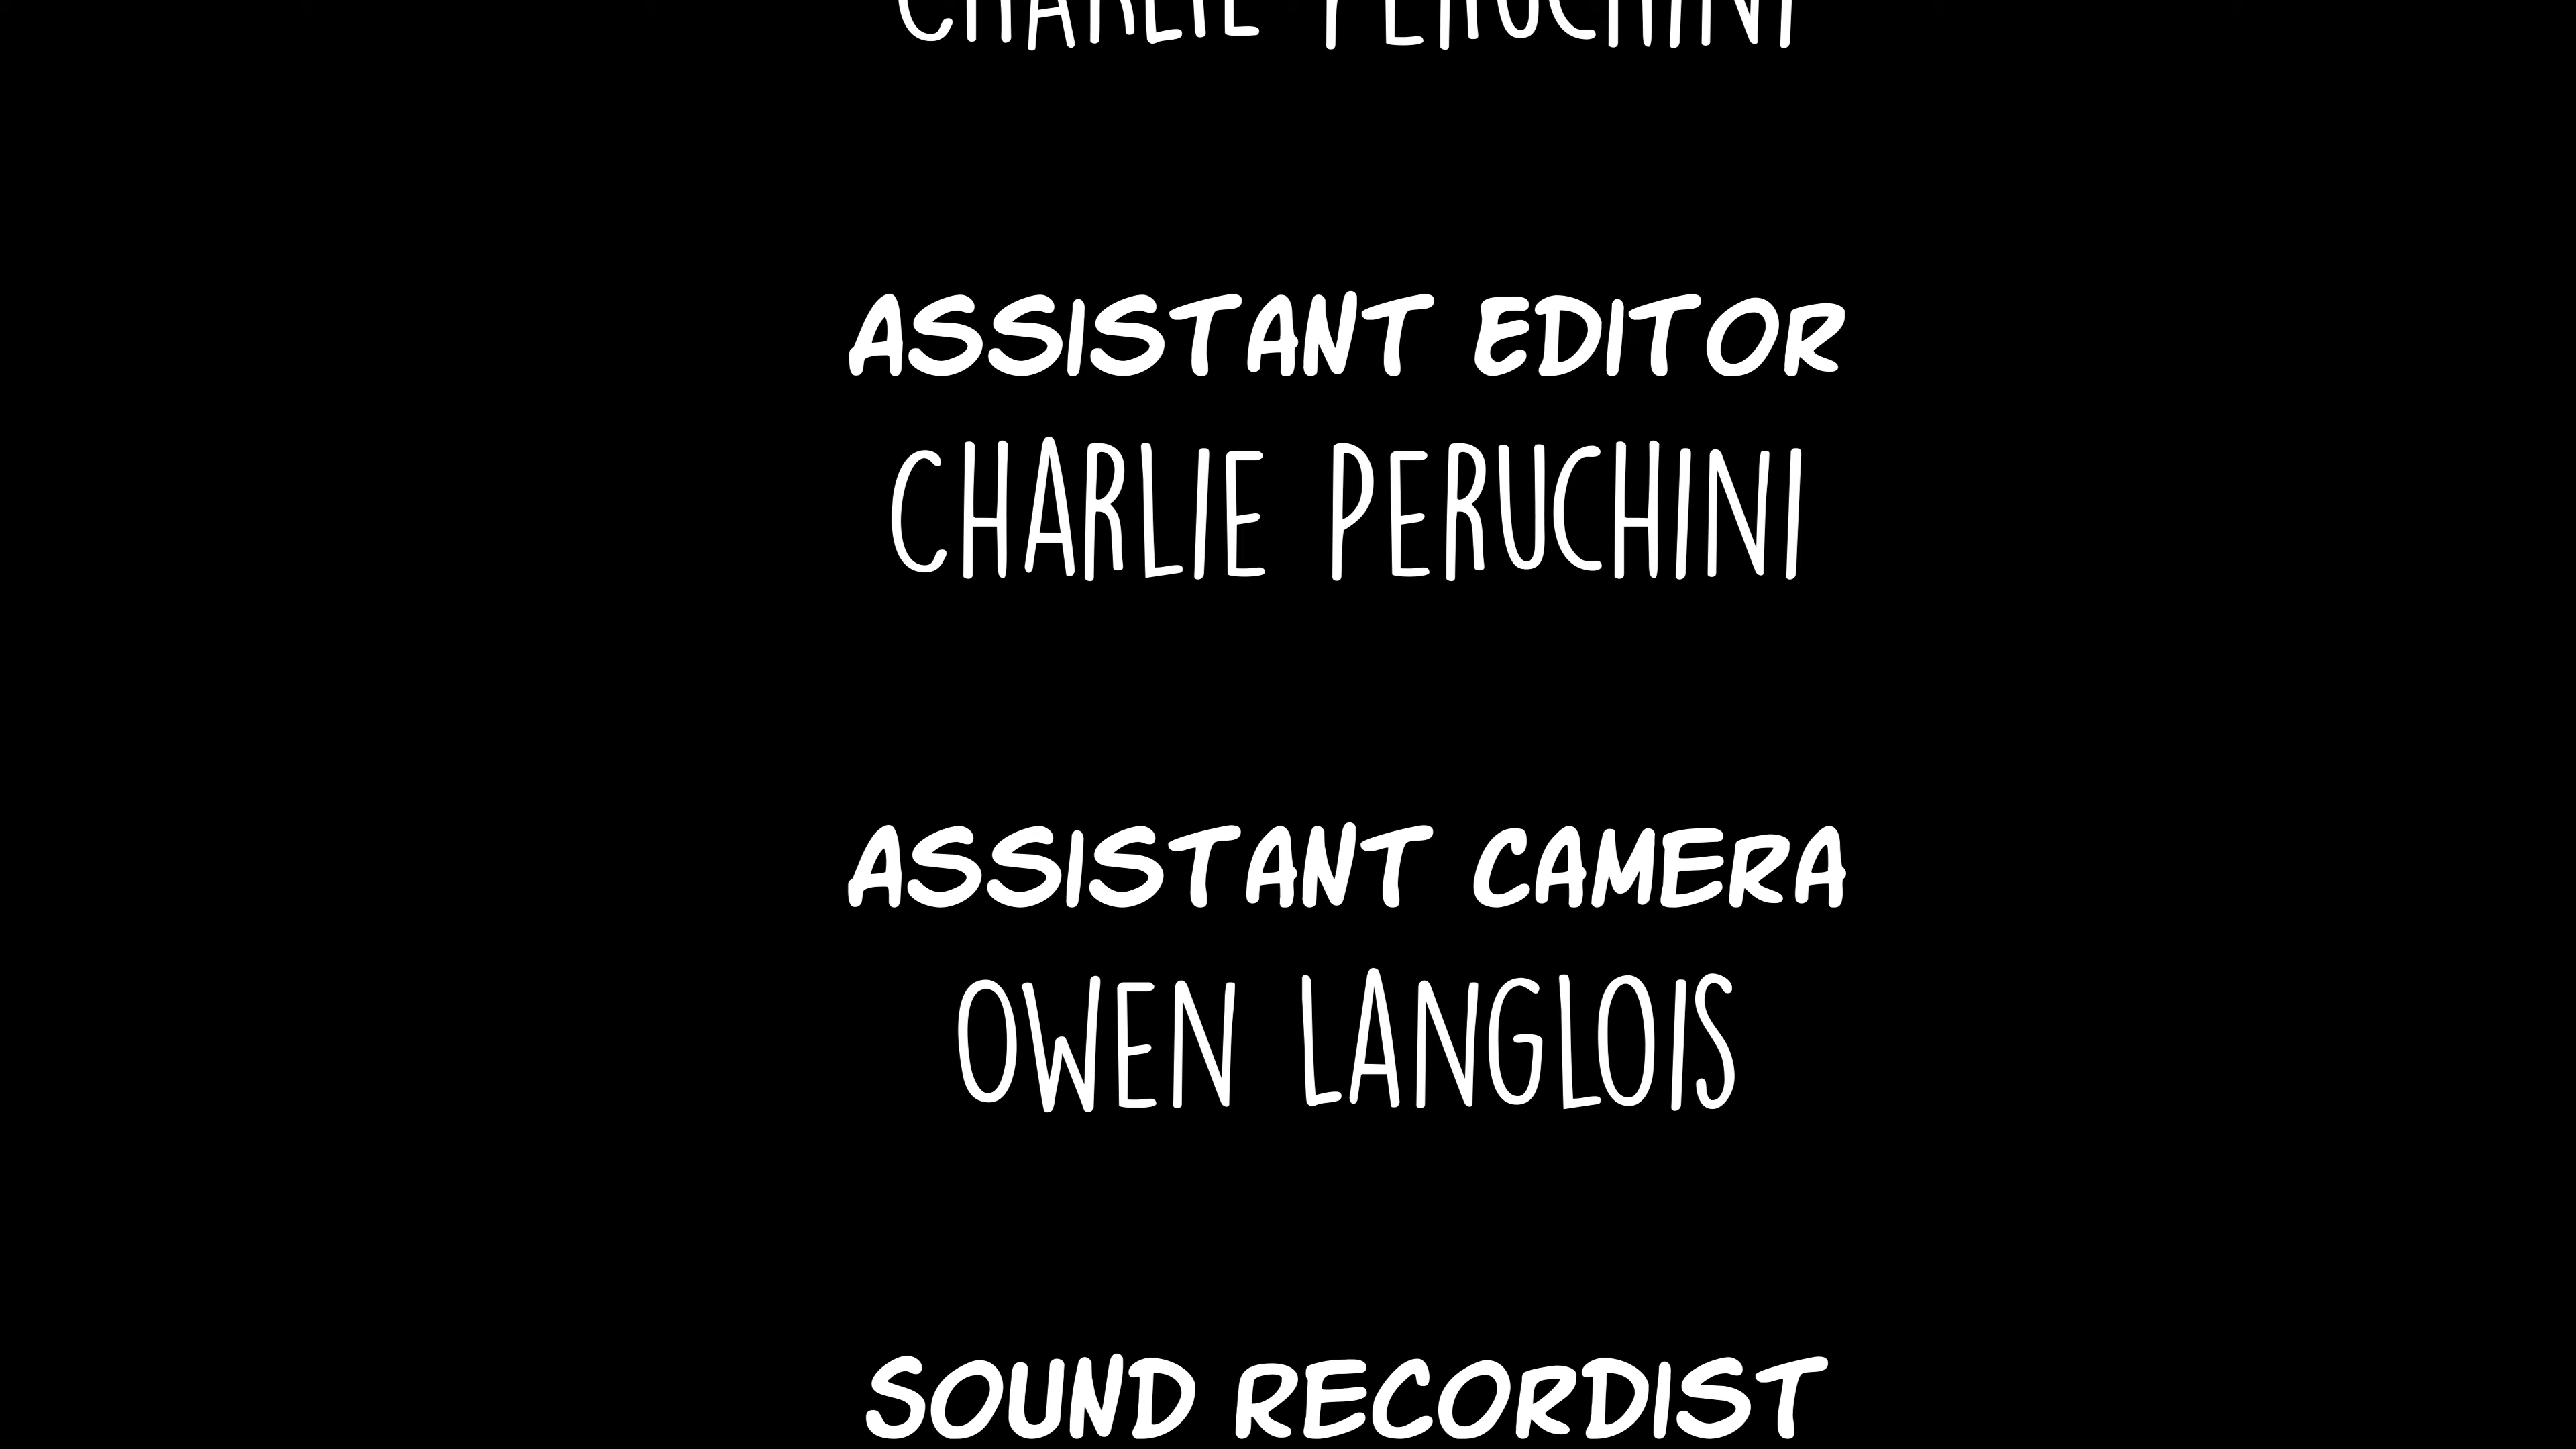 CHARLIE PERUCHINI
ASSISTANT EDITOR
CHARLIE PERUCHINI
ASSISTANT CAMERA
OWEN LANGLOIS
SOUND RECORDIST